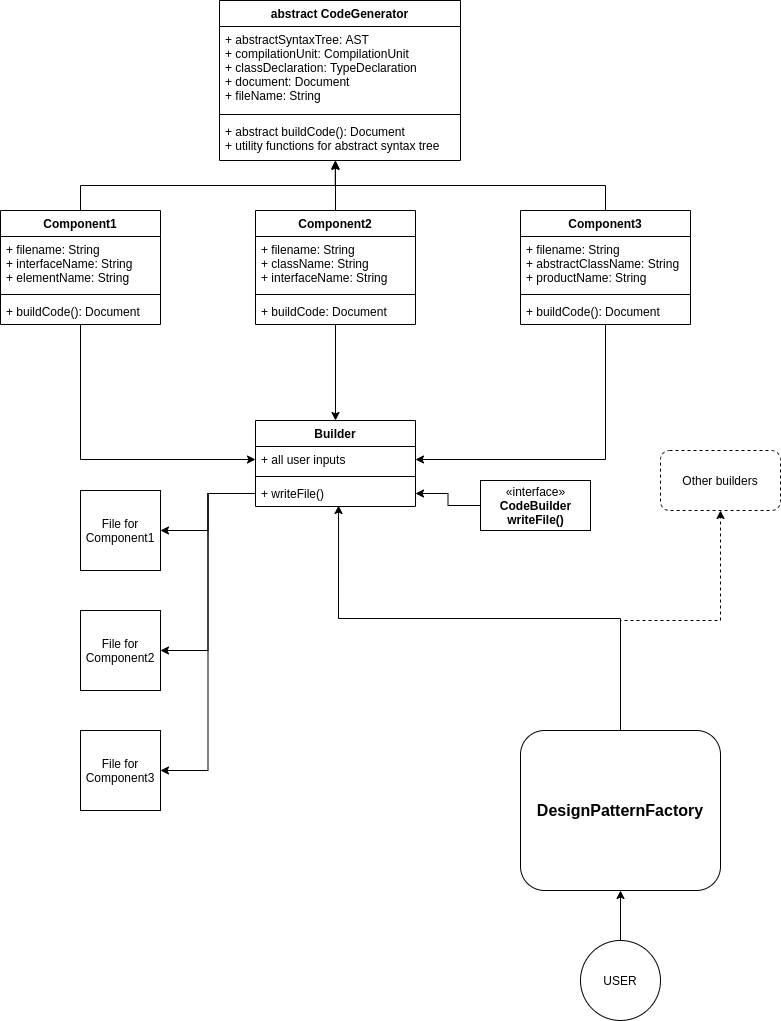 abstract CodeGenerator
+ abstractSyntaxTree: AST
+ compilationUnit: CompilationUnit
+ classDeclaration: TypeDeclaration
+ document: Document
+ fileName: String
+ abstract buildCode(): Document
+ utility functions for abstract syntax tree
Component1
+ filename: String
+ interfaceName: String
+ elementName: String
+ buildCode(): Document
Component2
+ filename: String
+ className: String
+ interfaceName: String
+ buildCode: Document
Component3
+ filename: String
+ abstractClassName: String
+ productName: String
+ buildCode(): Document
Builder
+ all user inputs
+ writeFile()
«interface»
CodeBuilder
writeFile()
Other builders
File for
Component1
File for
Component2
File for
Component3
DesignPatternFactory
USER